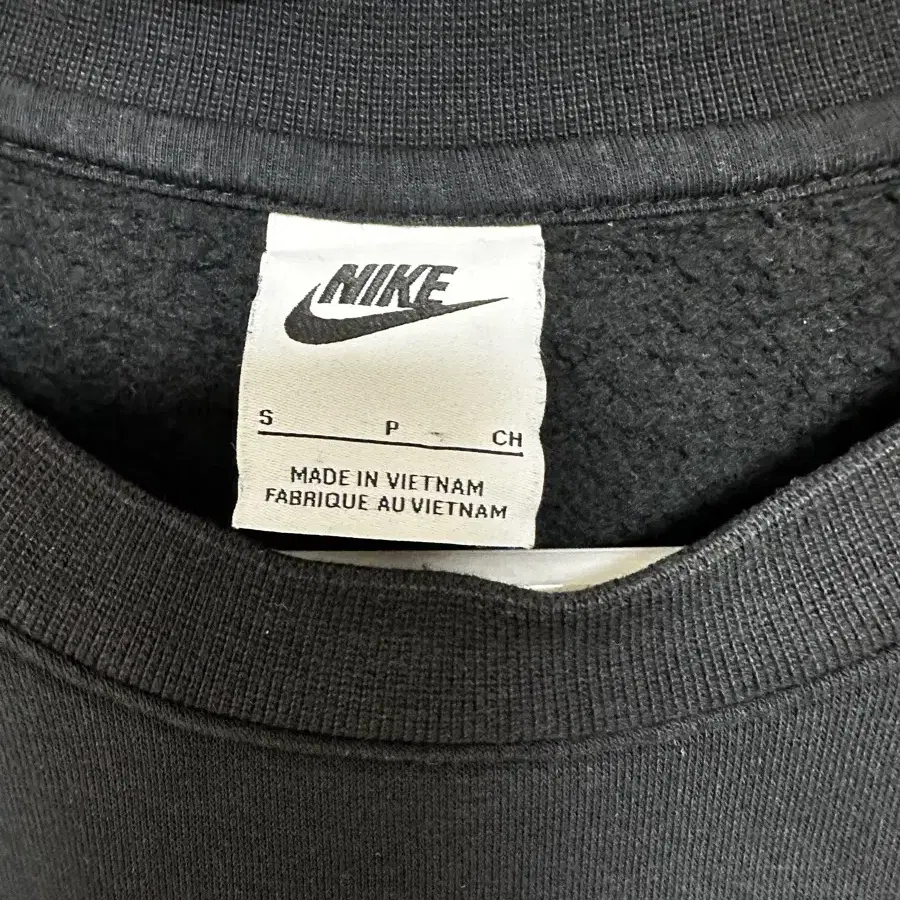 NIKE
S P CH
MADE IN VIETNAM
FABRIQUE AU VIETNAM